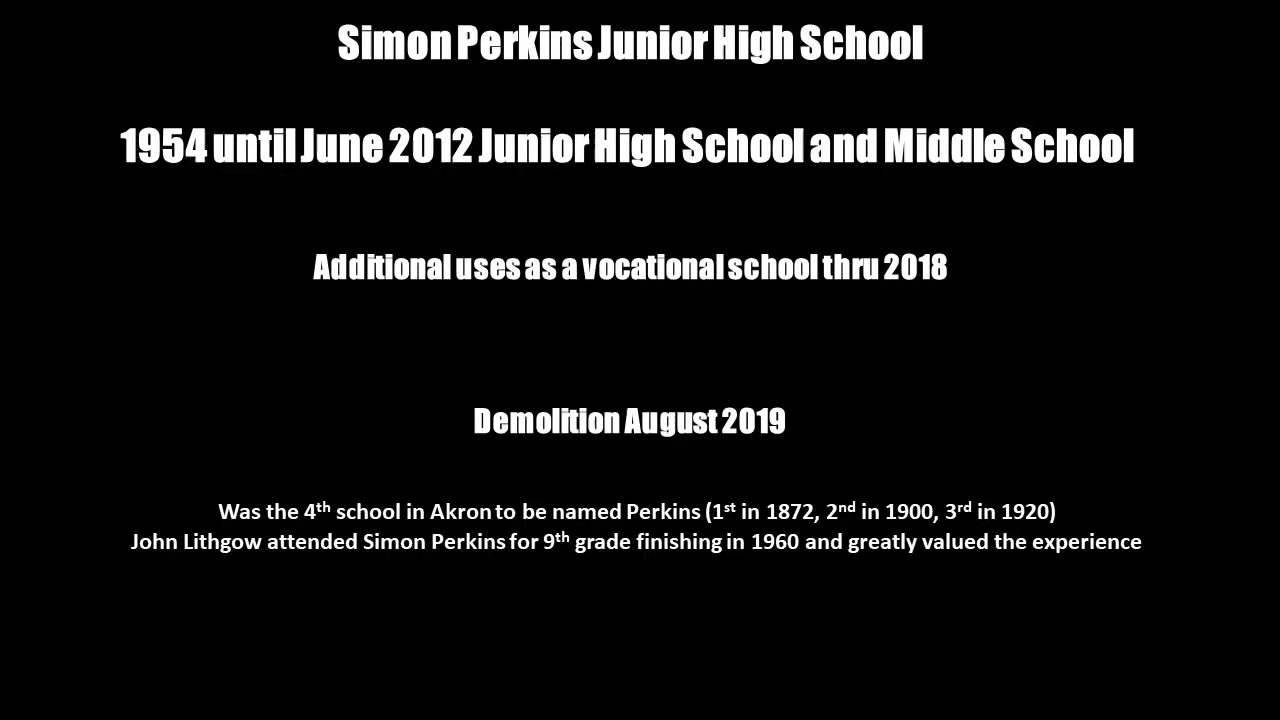 Simon Perkins Junior High School
1954 until June 2012 Junior High School and Middle School
Additional uses as a vocational school thru 2018
Demolition August 2019
Was the 4th school in Akron to be named Perkins (1st in 1872, 2nd in 1900, 3rd in 1920)
John Lithgow attended Simon Perkins for 9th grade finishing in 1960 and greatly valued the experience